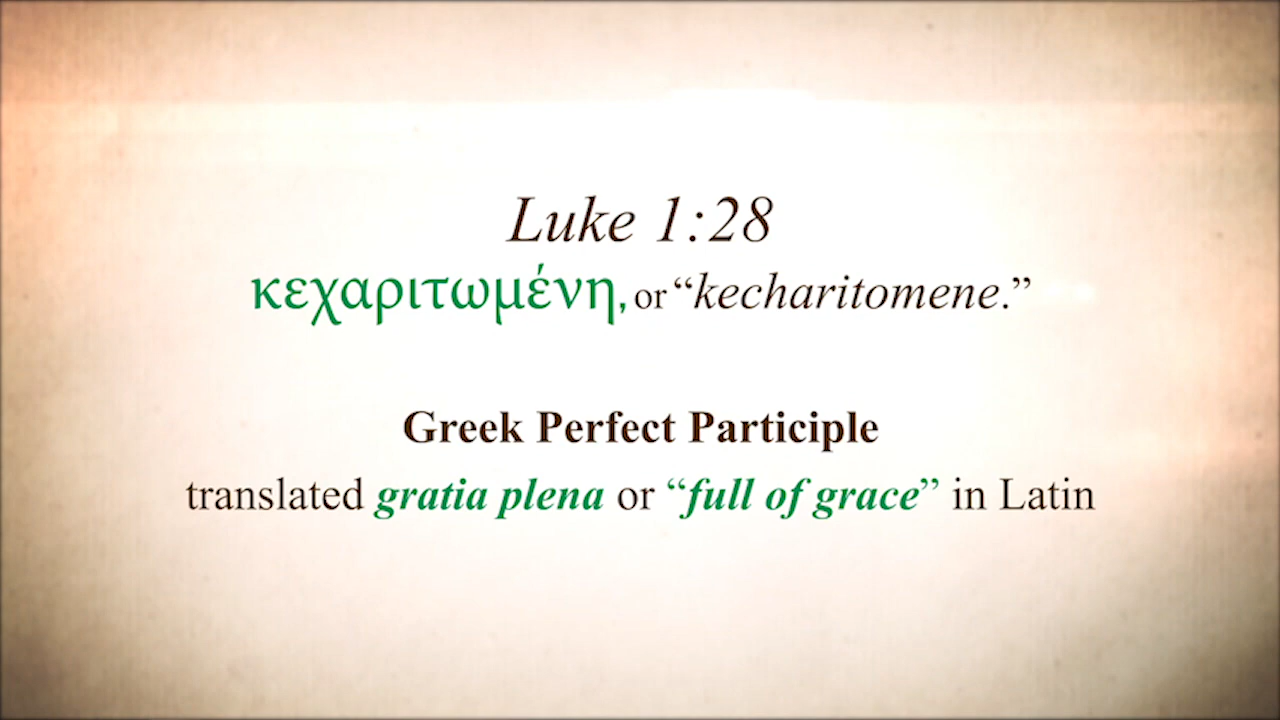 Luke 1:28
κεχαριτωμένη, or “kecharitomene.”
Greek Perfect Participle
translated gratia plena or “full of grace” in Latin